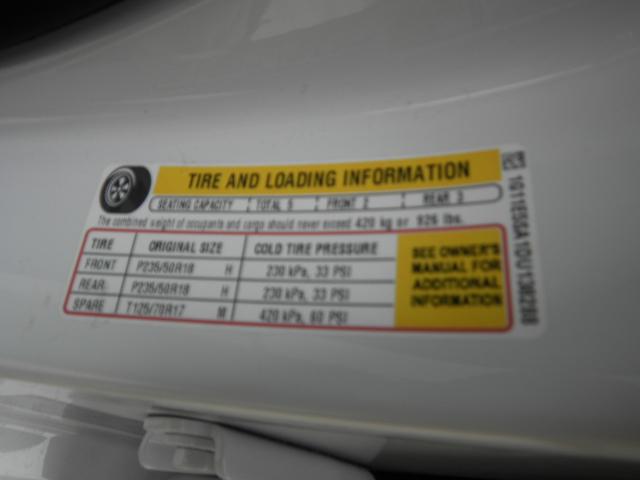 TIRE AND LOADING INFORMATION
SEATING CAPACITY TOTAL 5 FRONT 2 REAR 3
The combined weight of occupants and cargo should never exceed 420 kg or 926 lbs.
TIRE ORIGINAL SIZE COLD TIRE PRESSURE
FRONT P235/50R18 H 230 kPa, 33 PSI
REAR P235/50R18 H 230 kPa, 33 PSI
SPARE T125/70R17 M 420 kPa, 60 PSI
SEE OWNER'S
MANUAL FOR
ADDITIONAL
INFORMATION